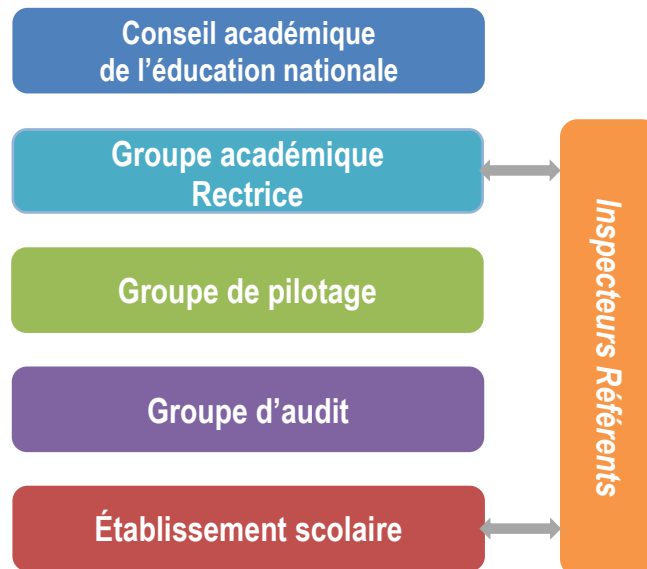 Conseil académique
de l’éducation nationale
Groupe académique
Rectrice
Groupe de pilotage
Groupe d’audit
Établissement scolaire
Inspecteurs Référents